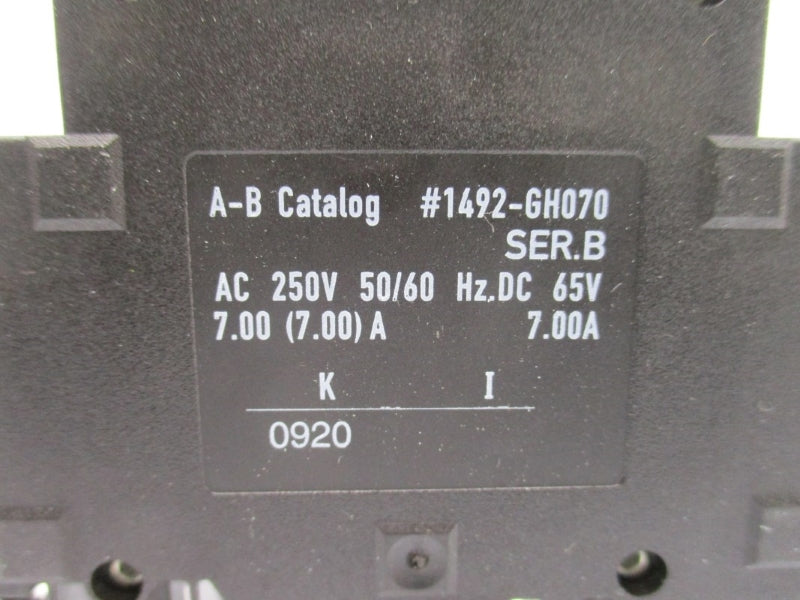 A-B Catalog #1492-GH070
SER.B
AC 250V 50/60 Hz.DC 65V
7.00 (7.00) A 7.00A
K I
0920